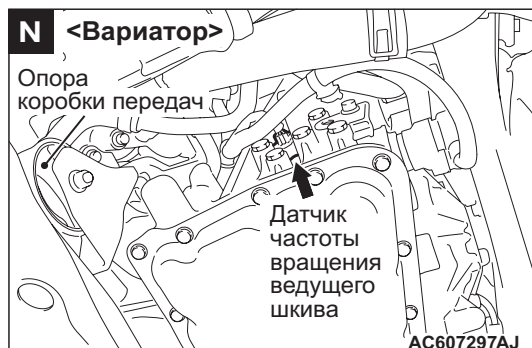 N <Вариатор>
Опора
коробки передач
Датчик
частоты
вращения
ведущего
шкива
AC607297AJ